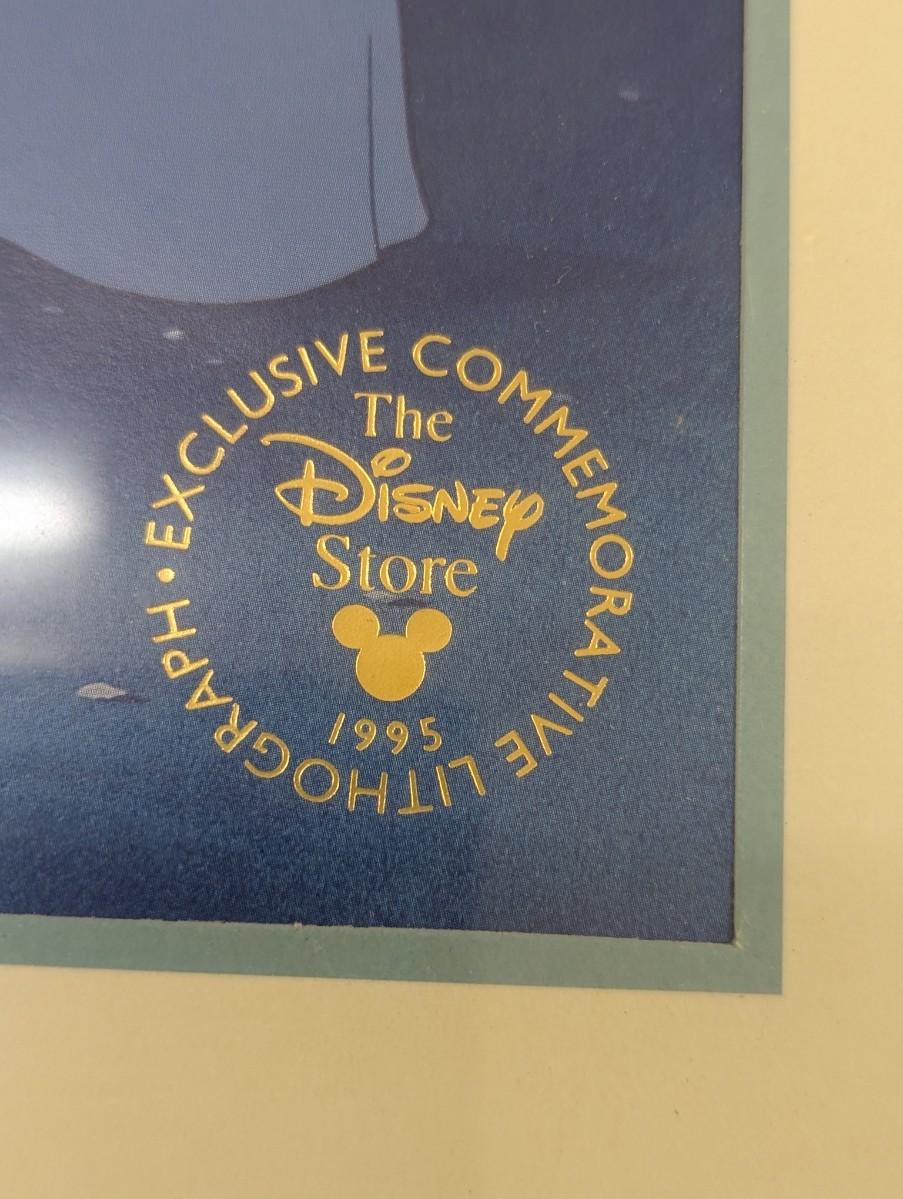 EXCLUSIVE COMMEMORATIVE LITHOGRAPH •
The
DISNEY
Store
1995